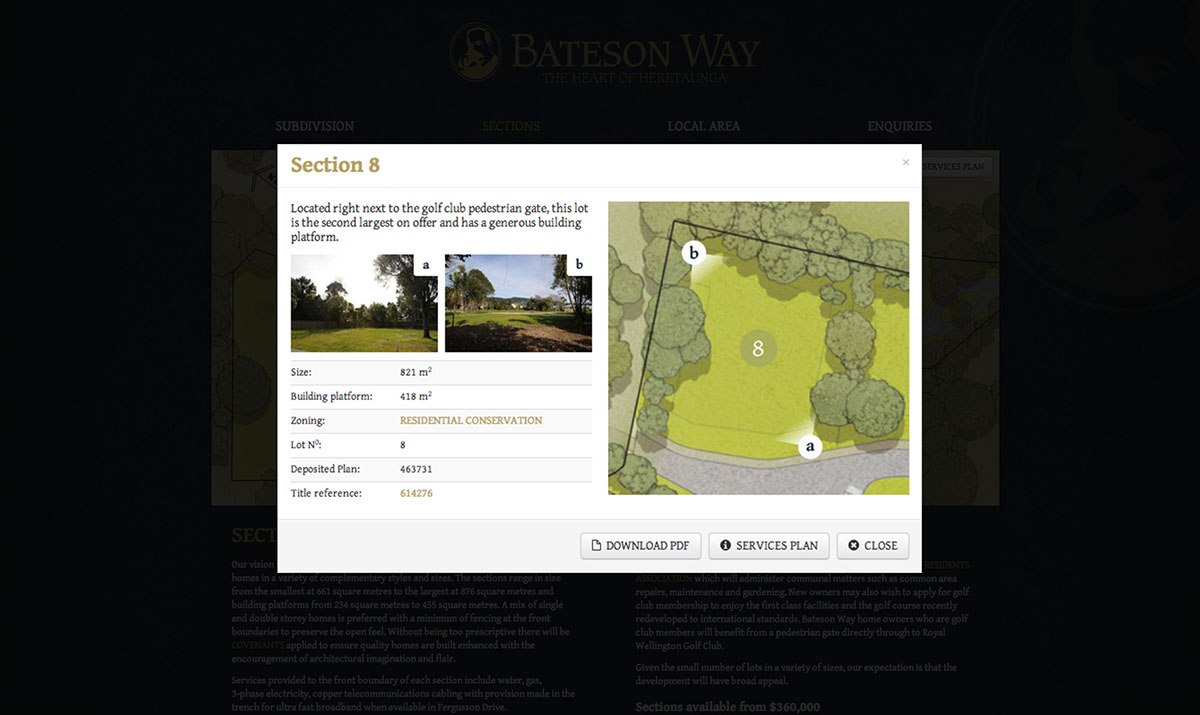 BATESON WAY
THE HEART OF HERETAUNGA
SUBDIVISION SECTIONS LOCAL AREA ENQUIRIES
SERVICES PLAN
Section 8 ×
Located right next to the golf club pedestrian gate, this lot
is the second largest on offer and has a generous building
platform.
a b
Size: 821 m²
Building platform: 418 m²
Zoning: RESIDENTIAL CONSERVATION
Lot Nº: 8
Deposited Plan: 463731
Title reference: 614276
b
8
a
DOWNLOAD PDF SERVICES PLAN CLOSE
SECT
Our vision
homes in a variety of complementary styles and sizes. The sections range in size
from the smallest at 661 square metres to the largest at 876 square metres and
building platforms from 234 square metres to 455 square metres. A mix of single
and double storey homes is preferred with a minimum of fencing at the front
boundaries to preserve the open feel. Without being too prescriptive there will be
COVENANTS applied to ensure quality homes are built enhanced with the
encouragement of architectural imagination and flair.
Services provided to the front boundary of each section include water, gas,
3-phase electricity, copper telecommunications cabling with provision made in the
trench for ultra fast broadband when available in Fergusson Drive.
RESIDENTS
ASSOCIATION which will administer communal matters such as common area
repairs, maintenance and gardening. New owners may also wish to apply for golf
club membership to enjoy the first class facilities and the golf course recently
redeveloped to international standards. Bateson Way home owners who are golf
club members will benefit from a pedestrian gate directly through to Royal
Wellington Golf Club.
Given the small number of lots in a variety of sizes, our expectation is that the
development will have broad appeal.
Sections available from $360,000